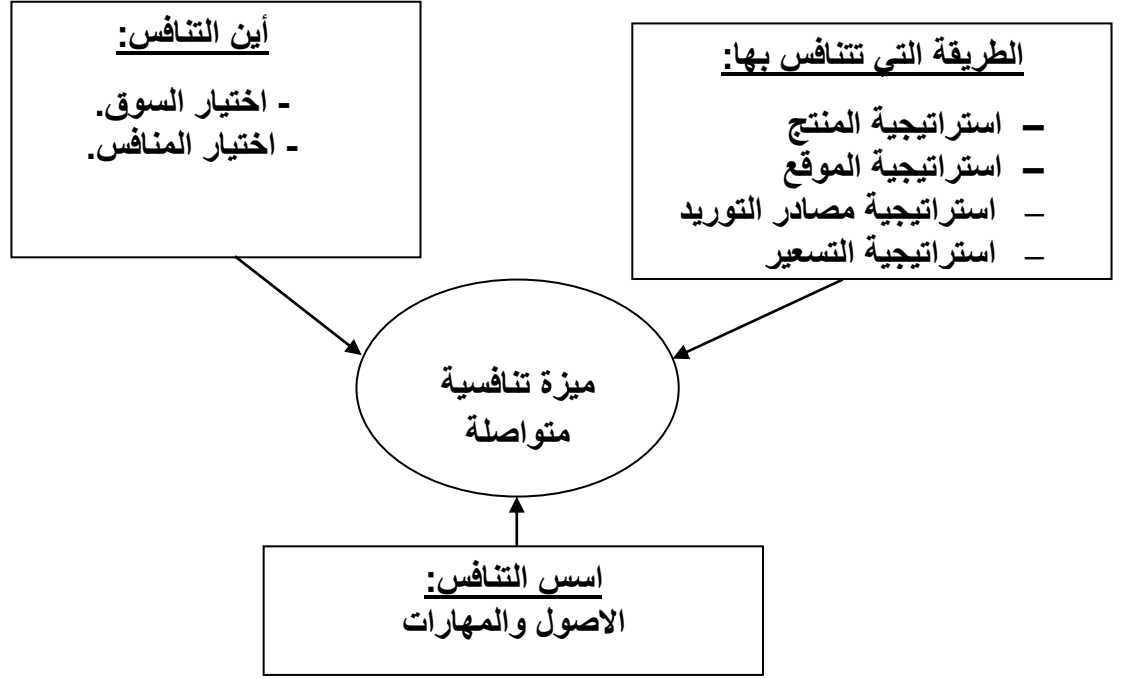 أين التنافس:
- اختيار السوق.
- اختيار المنافس.
الطريقة التي تتنافس بها:
– استراتيجية المنتج
– استراتيجية الموقع
– استراتيجية مصادر التوريد
– استراتيجية التسعير
ميزة تنافسية
متواصلة
اسس التنافس:
الاصول والمهارات